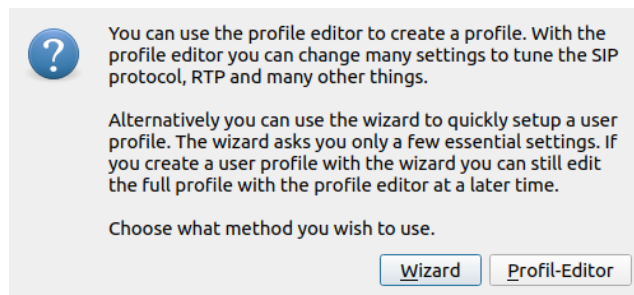 You can use the profile editor to create a profile. With the
profile editor you can change many settings to tune the SIP
protocol, RTP and many other things.
Alternatively you can use the wizard to quickly setup a user
profile. The wizard asks you only a few essential settings. If
you create a user profile with the wizard you can still edit
the full profile with the profile editor at a later time.
Choose what method you wish to use.
Wizard
Profil-Editor